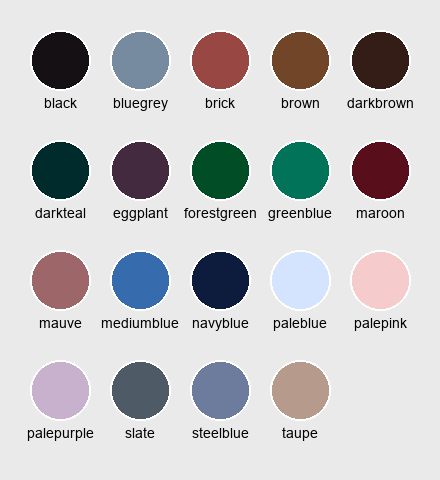 black bluegrey brick brown darkbrown
darkteal eggplant forestgreen greenblue maroon
mauve mediumblue navyblue paleblue palepink
palepurple slate steelblue taupe